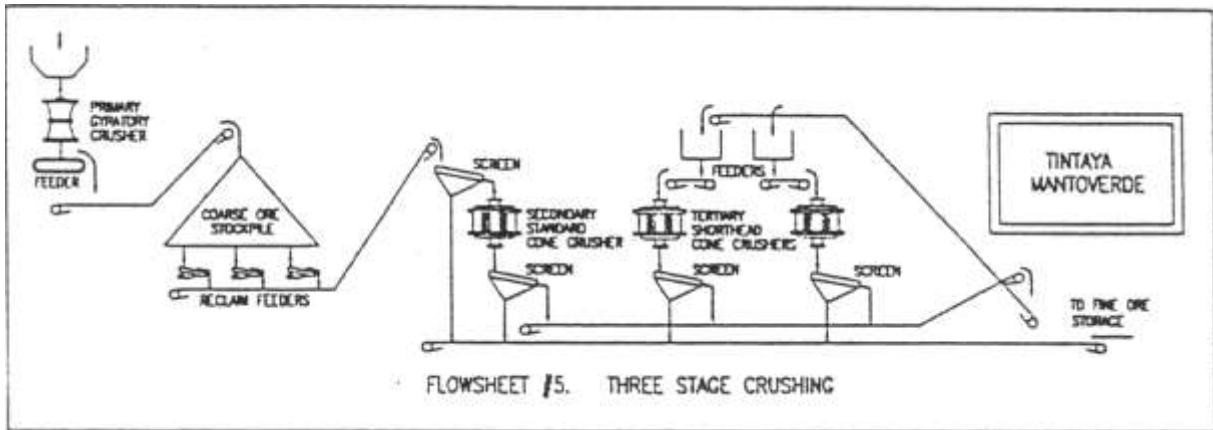 PRIMARY
GYRATORY
CRUSHER
FEEDER
COARSE ORE
STOCKPILE
RECLAIM FEEDERS
SCREEN
SECONDARY
STANDARD
CONE CRUSHER
SCREEN
FEEDERS
TERTIARY
SHORTHEAD
CONE CRUSHERS
SCREEN
SCREEN
TINTAYA
MANTOVERDE
TO FINE ORE
STORAGE
FLOWSHEET #5. THREE STAGE CRUSHING